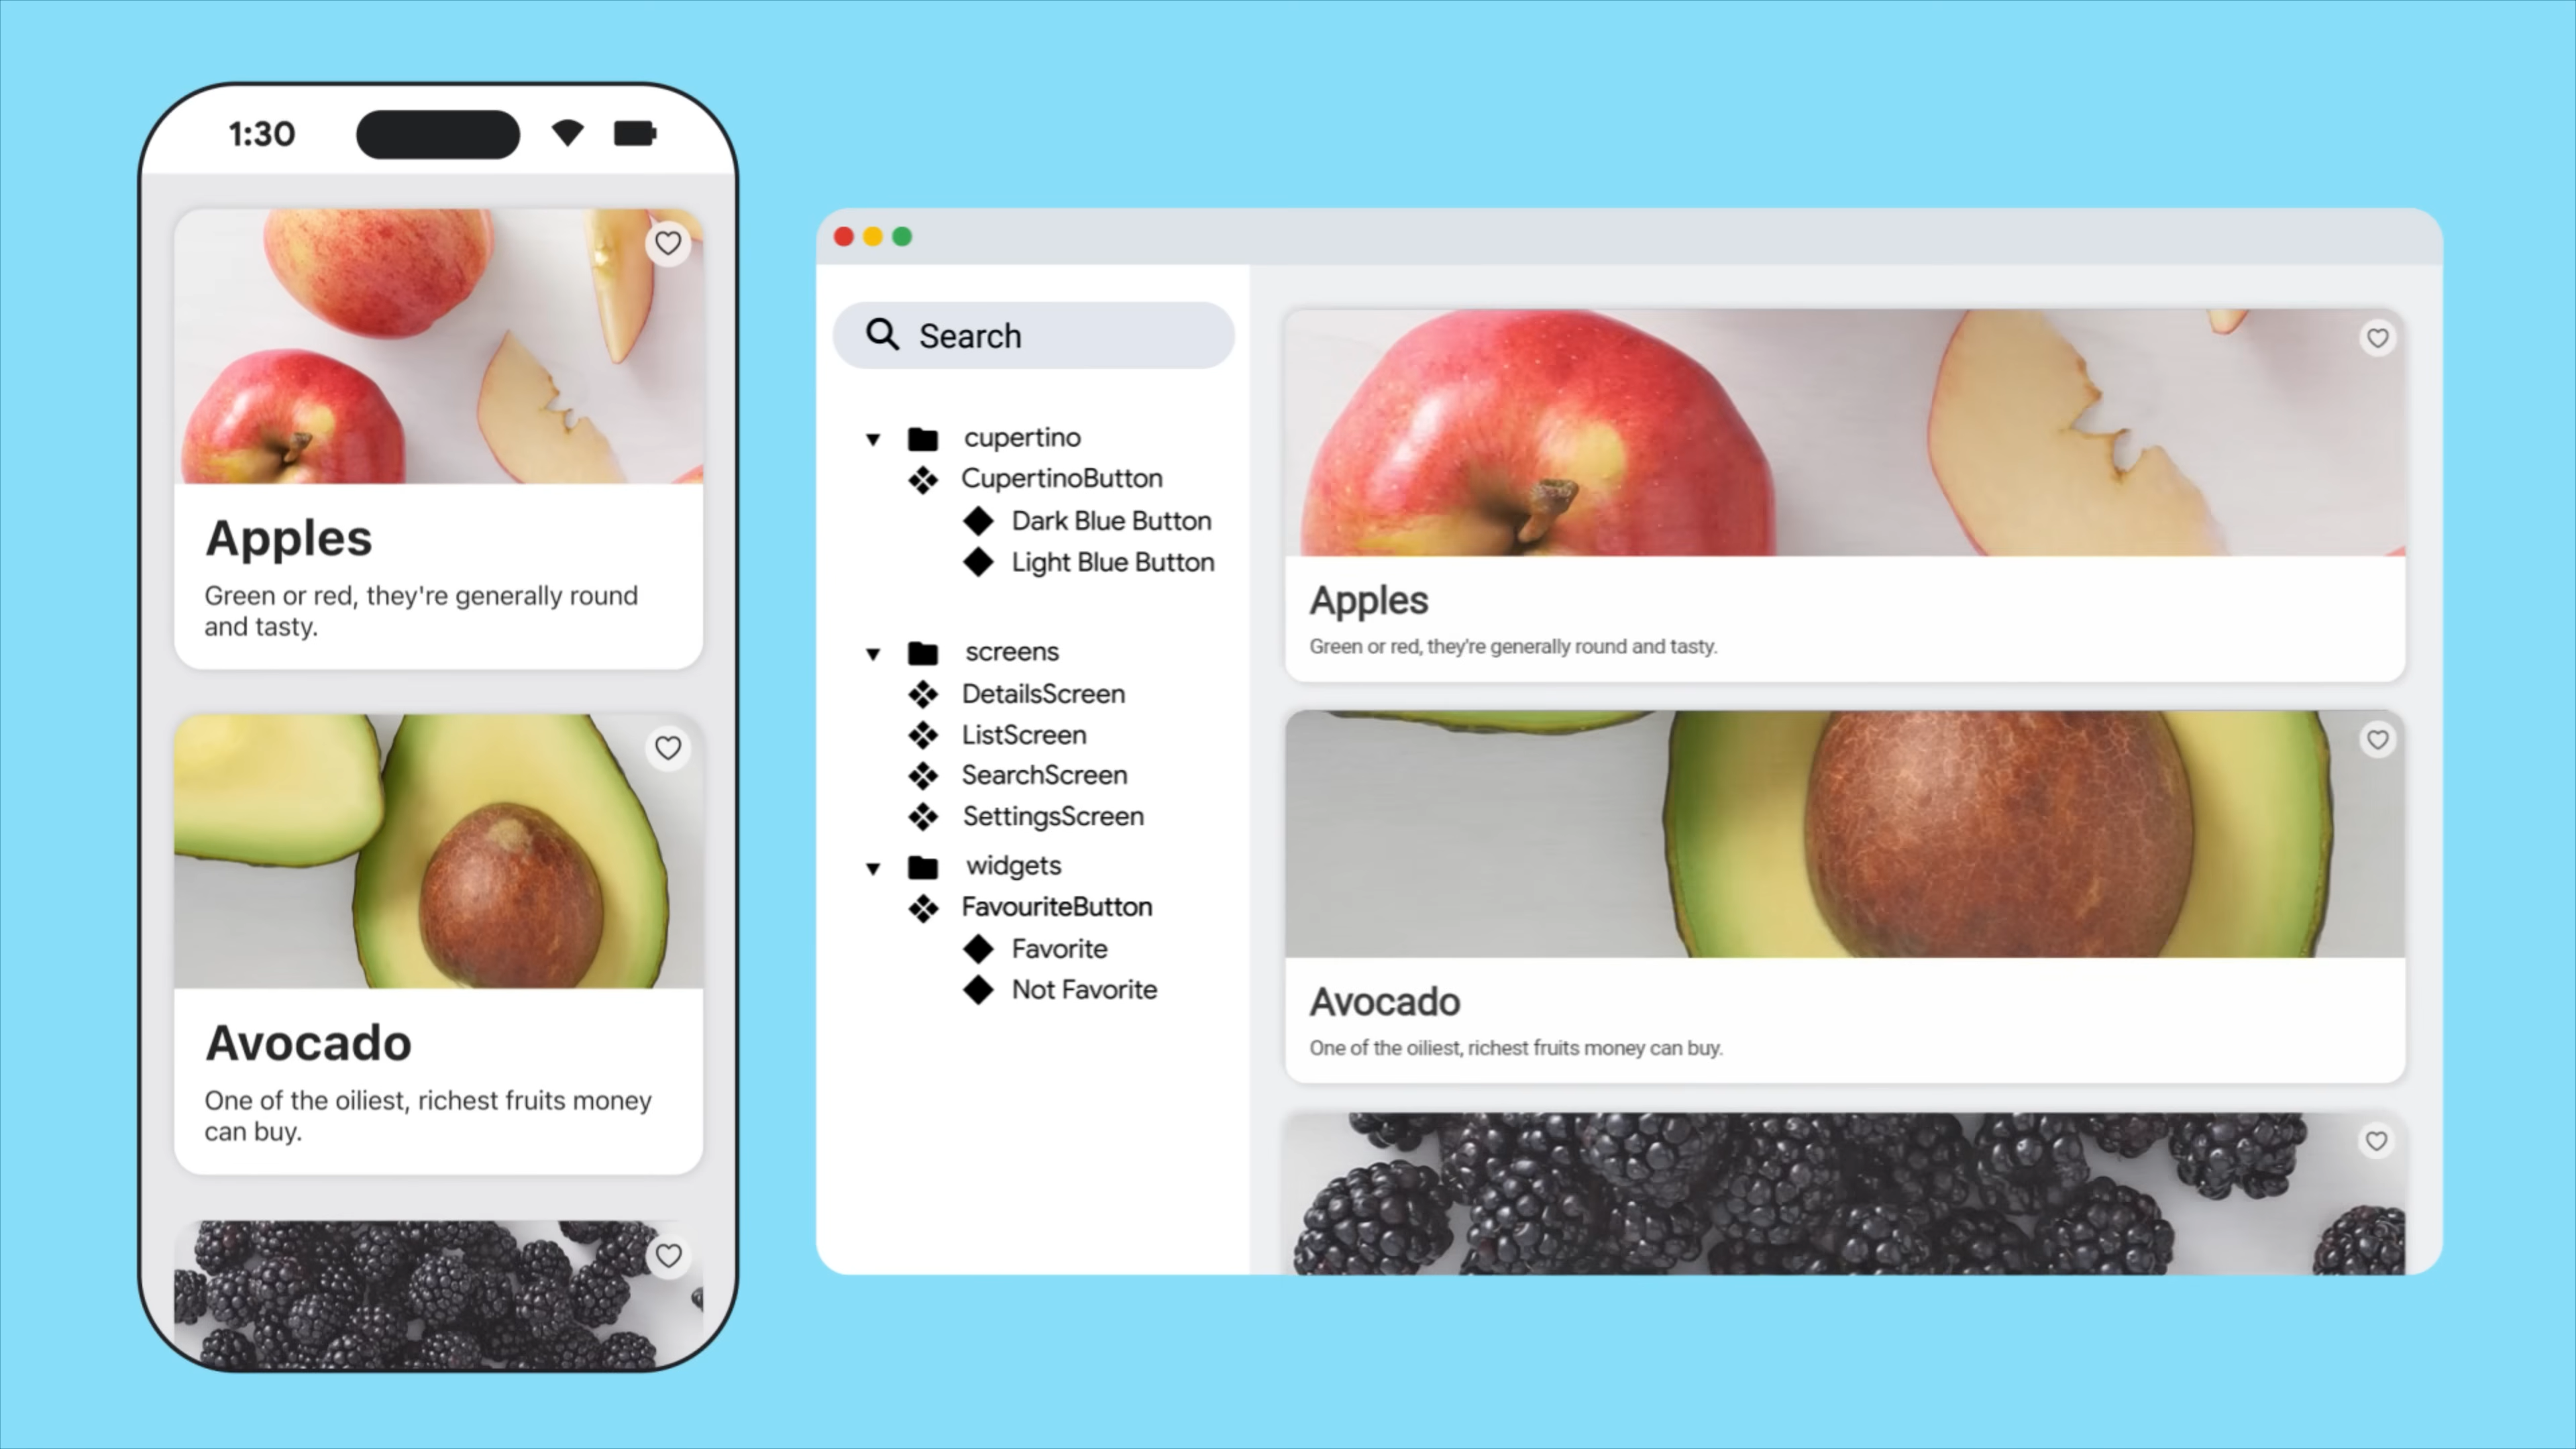 1:30
Apples
Green or red, they're generally round
and tasty.
Avocado
One of the oiliest, richest fruits money
can buy.
Search
cupertino
CupertinoButton
Dark Blue Button
Light Blue Button
screens
DetailsScreen
ListScreen
SearchScreen
SettingsScreen
widgets
FavouriteButton
Favorite
Not Favorite
Apples
Green or red, they're generally round and tasty.
Avocado
One of the oiliest, richest fruits money can buy.